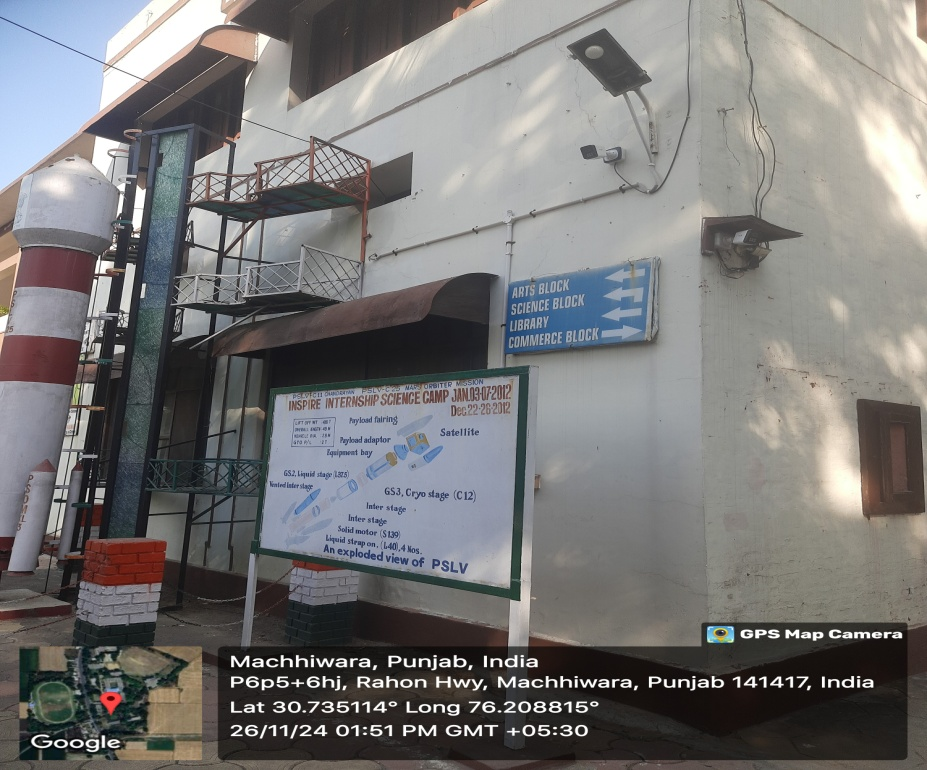 ARTS BLOCK
SCIENCE BLOCK
LIBRARY
COMMERCE BLOCK
PSLV-C11 CHANDRAYAN PSLV-C-25 MARS ORBITER MISSION
INSPIRE INTERNSHIP SCIENCE CAMP JAN.03-07-2012
Dec.22-26-2012
Payload fairing
Satellite
Payload adaptor
Equipment bay
GS2, Liquid stage
Vented inter stage
GS3, Cryo stage (C12)
Inter stage
Inter stage
Solid motor (S139)
Liquid strap on. (L40), 4 Nos.
An exploded view of PSLV
GPS Map Camera
Machhiwara, Punjab, India
P6p5+6hj, Rahon Hwy, Machhiwara, Punjab 141417, India
Lat 30.735114° Long 76.208815°
26/11/24 01:51 PM GMT +05:30
Google